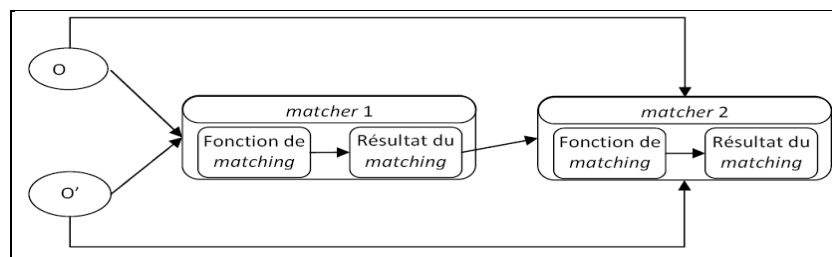 O
matcher 1
Fonction de
matching
Résultat du
matching
matcher 2
Fonction de
matching
Résultat du
matching
O'